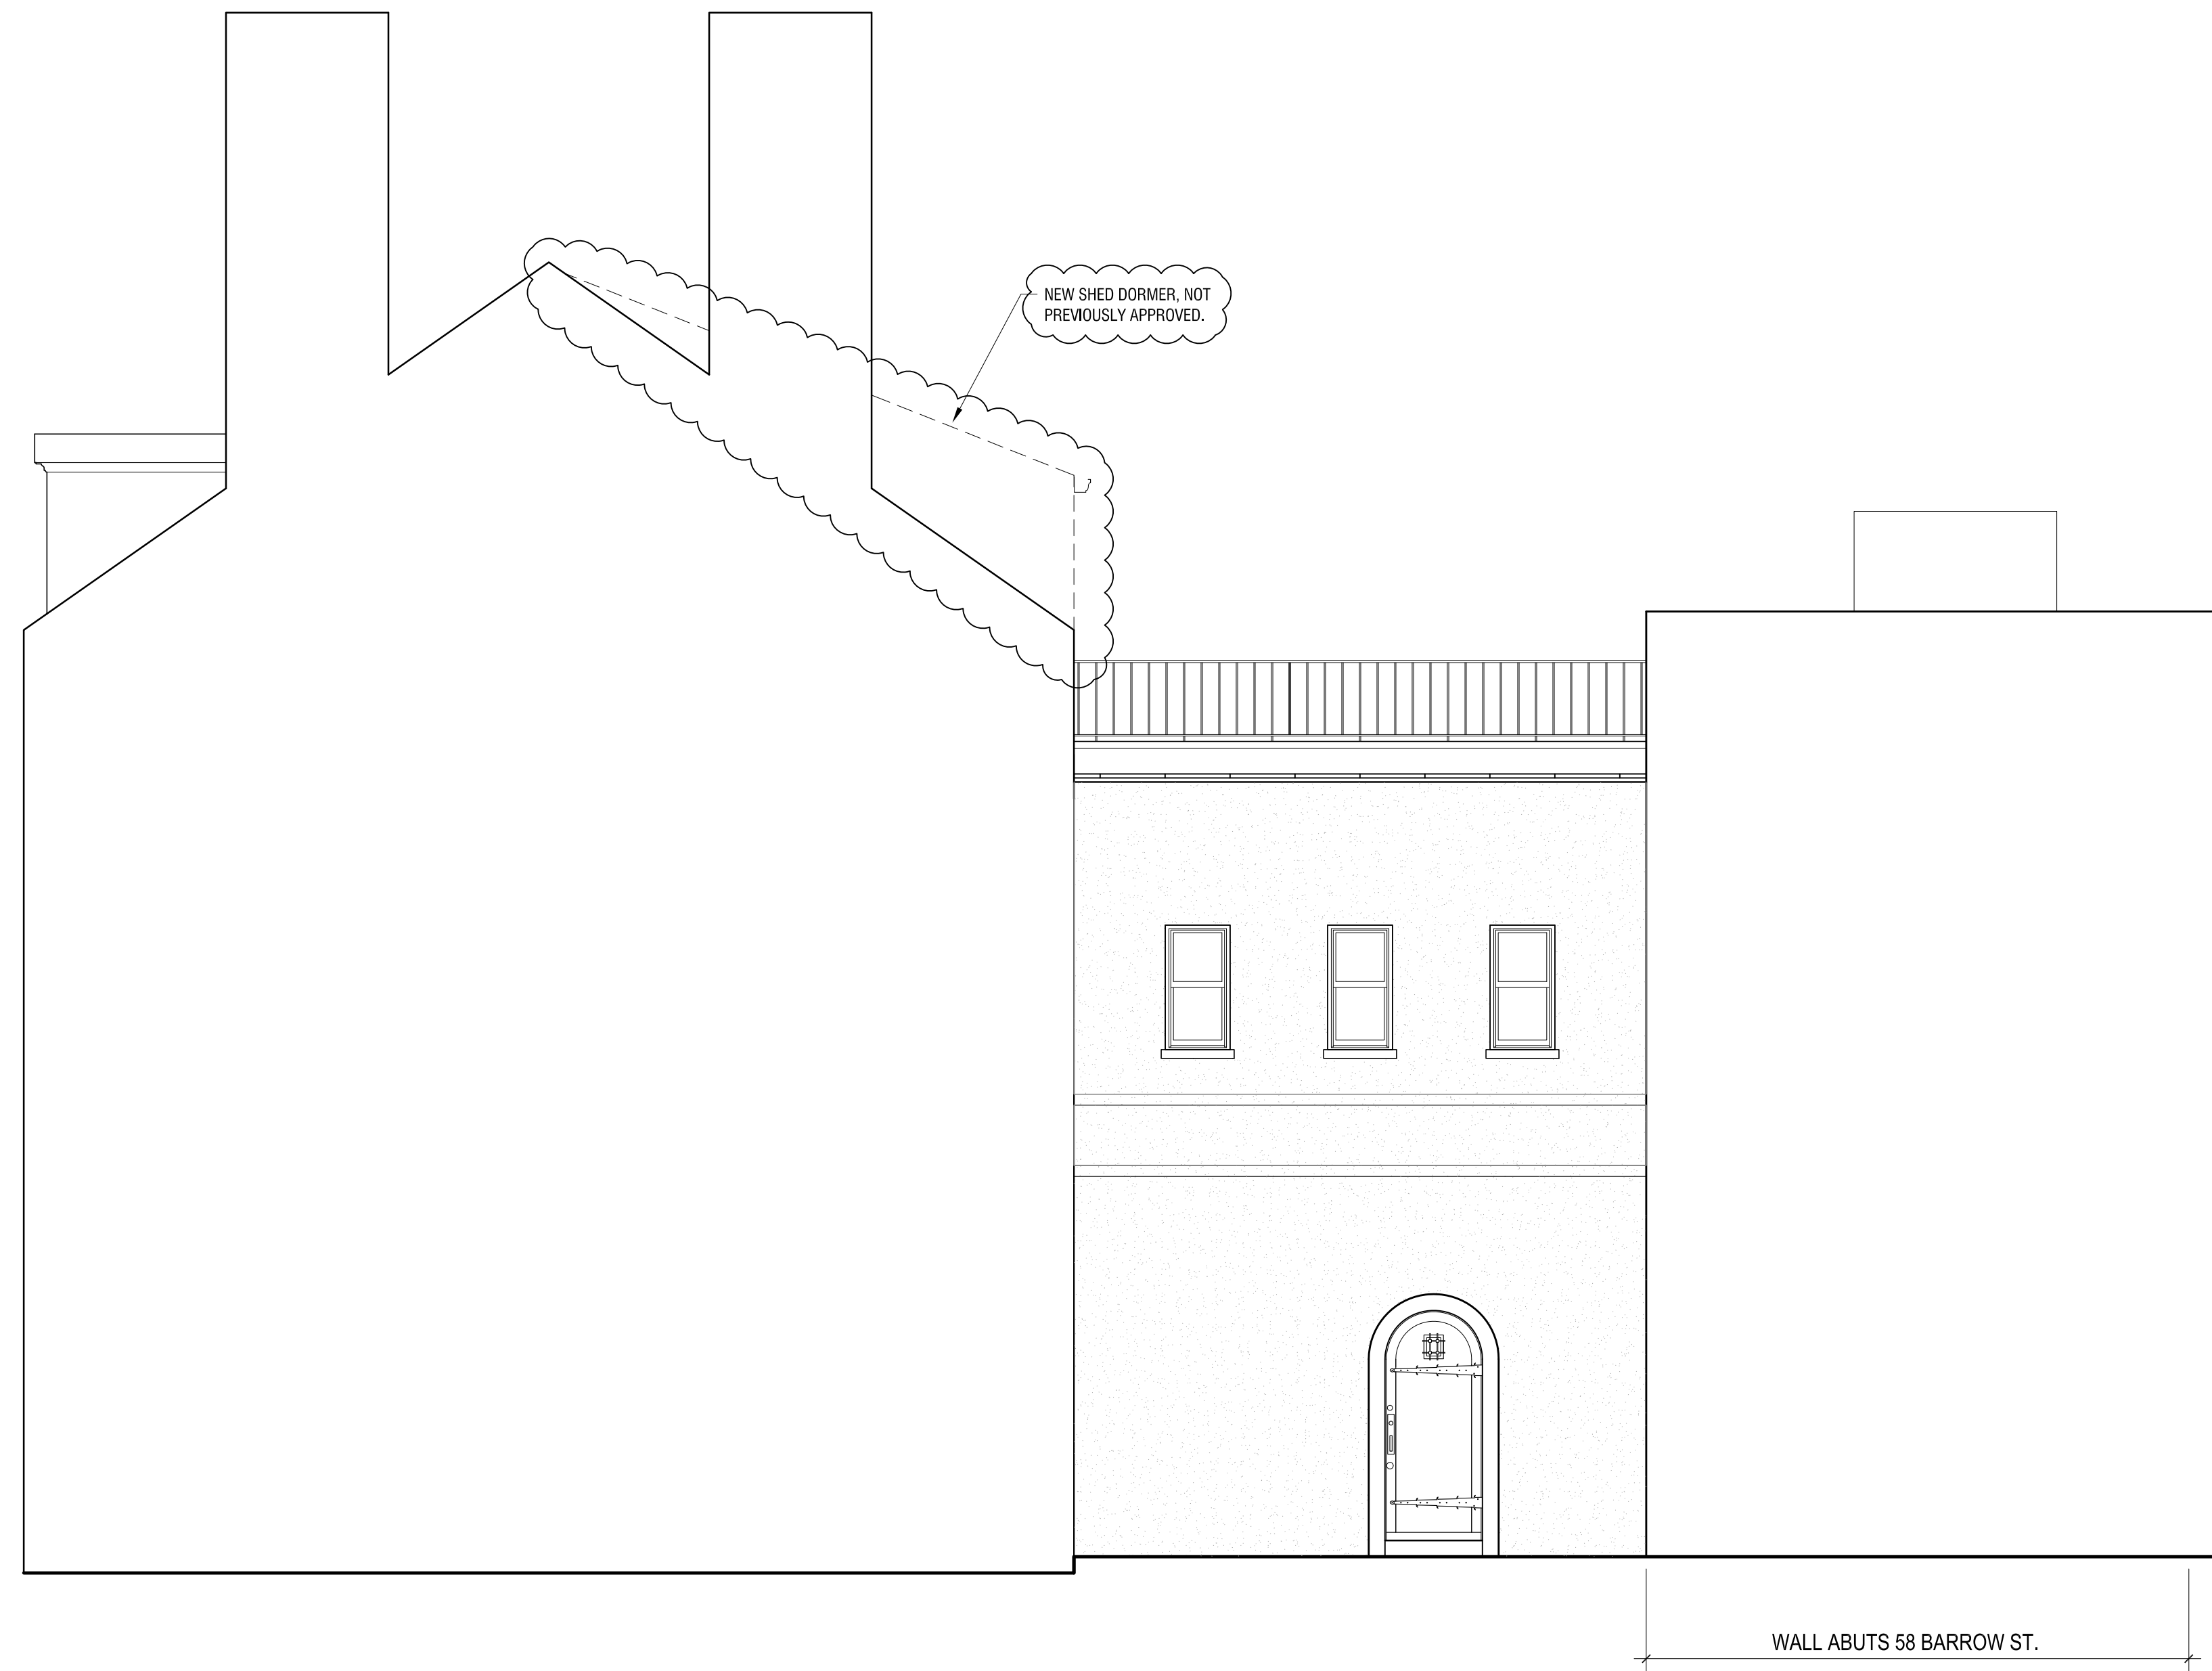 NEW SHED DORMER, NOT
PREVIOUSLY APPROVED.
WALL ABUTS 58 BARROW ST.